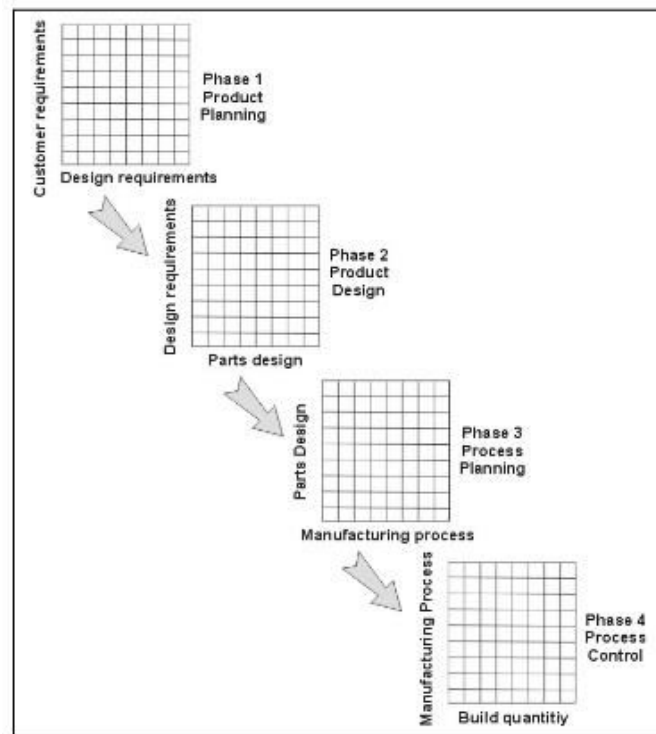 Customer requirements
Phase 1
Product
Planning
Design requirements
Design requirements
Phase 2
Product
Design
Parts design
Parts Design
Phase 3
Process
Planning
Manufacturing process
Manufacturing Process
Phase 4
Process
Control
Build quantitiy